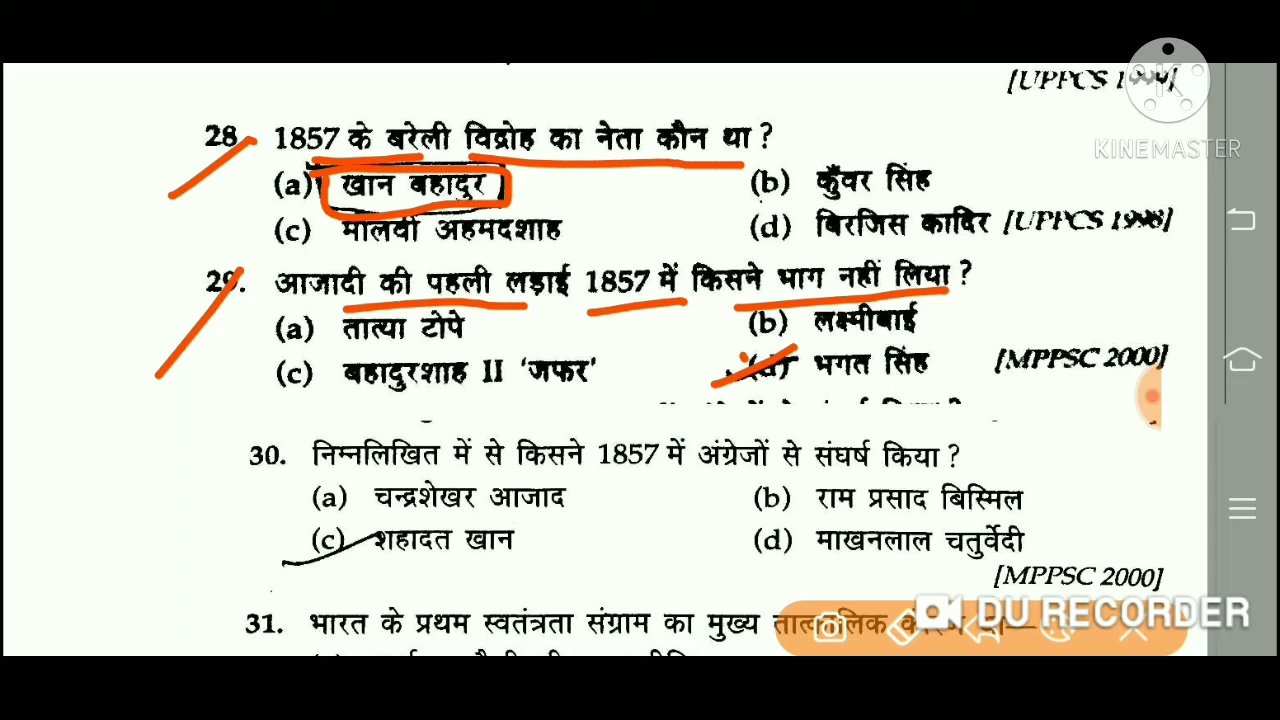 [UPPCS 1999]
KINEMASTER
28. 1857 के बरेली विद्रोह का नेता कौन था ?
(a) खान बहादुर (b) कुँवर सिंह
(c) मौलवी अहमदशाह (d) बिरजिस कादिर [UPPCS 1998]
29. आजादी की पहली लड़ाई 1857 में किसने भाग नहीं लिया ?
(a) तात्या टोपे (b) लक्ष्मीबाई
(c) बहादुरशाह II ‘जफर’ (d) भगत सिंह [MPPSC 2000]
30. निम्नलिखित में से किसने 1857 में अंग्रेजों से संघर्ष किया ?
(a) चन्द्रशेखर आजाद (b) राम प्रसाद बिस्मिल
(c) शहादत खान (d) माखनलाल चतुर्वेदी
[MPPSC 2000]
31. भारत के प्रथम स्वतंत्रता संग्राम का मुख्य तात्कालिक कारण था—
DU RECORDER